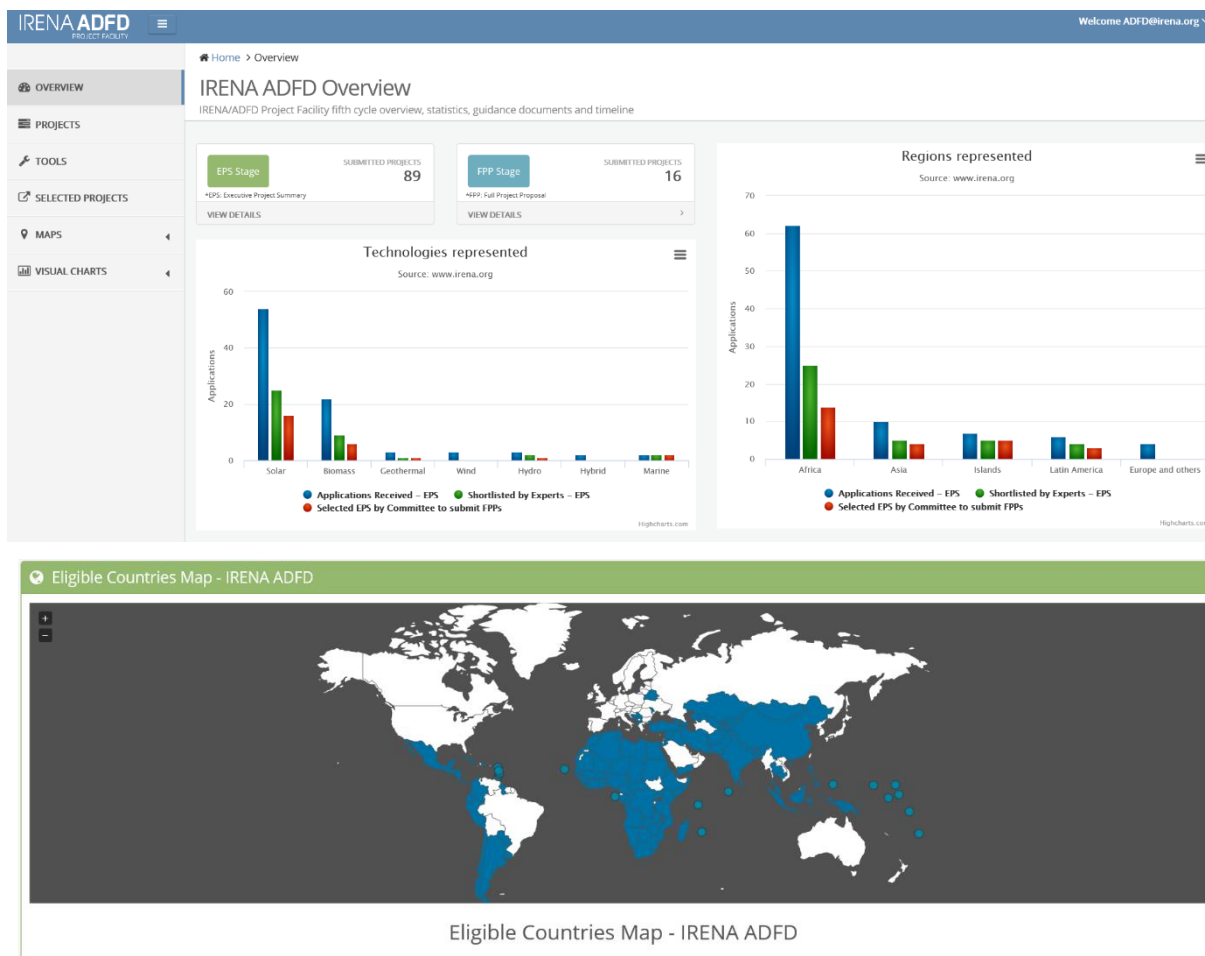 IRENA ADFD
PROJECT FACILITY
Welcome ADFD@irena.org
Home > Overview
OVERVIEW
PROJECTS
TOOLS
SELECTED PROJECTS
MAPS
VISUAL CHARTS
IRENA ADFD Overview
IRENA/ADFD Project Facility fifth cycle overview, statistics, guidance documents and timeline
EPS Stage
SUBMITTED PROJECTS
89
*EPS: Executive Project Summary
VIEW DETAILS
FPP Stage
SUBMITTED PROJECTS
16
*FPP: Full Project Proposal
VIEW DETAILS >
Technologies represented
Source: www.irena.org
Applications
60
40
20
0
Solar Biomass Geothermal Wind Hydro Hybrid Marine
Applications Received – EPS Shortlisted by Experts – EPS
Selected EPS by Committee to submit FPPs
Highcharts.com
Regions represented
Source: www.irena.org
Applications
70
60
50
40
30
20
10
0
Africa Asia Islands Latin America Europe and others
Applications Received – EPS Shortlisted by Experts – EPS
Selected EPS by Committee to submit FPPs
Highcharts.co
Eligible Countries Map - IRENA ADFD
+
-
Eligible Countries Map - IRENA ADFD